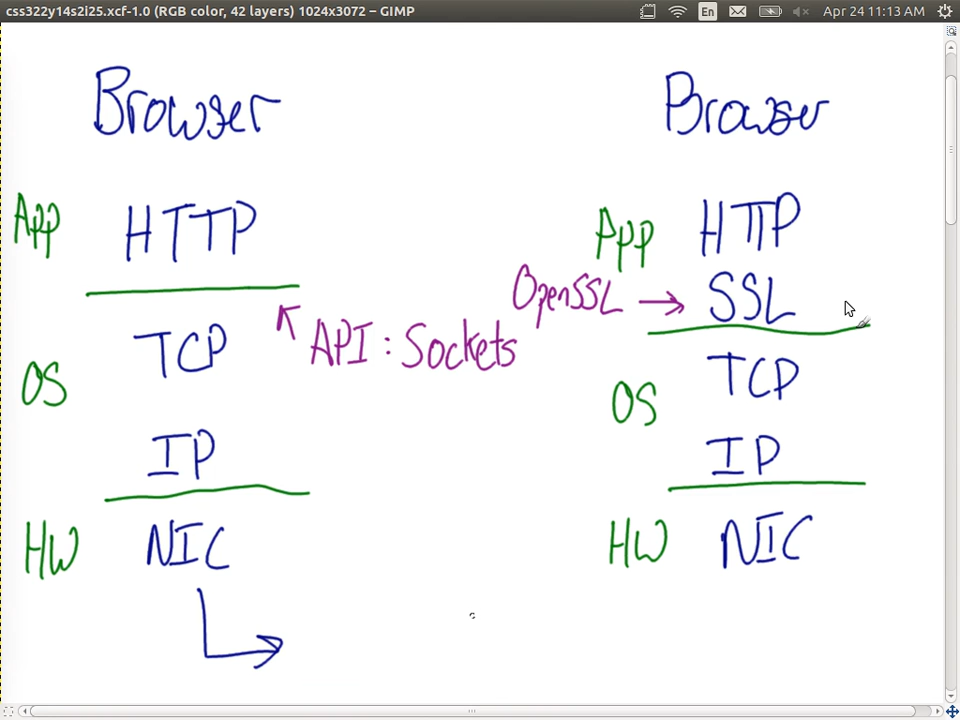 css322y14s2i25.xcf-1.0 (RGB color, 42 layers) 1024x3072 – GIMP
En
Apr 24 11:13 AM
Browser
App
HTTP
API : Sockets
TCP
OS
IP
HW
NIC
Browser
App
HTTP
OpenSSL →
SSL
TCP
OS
IP
HW
NIC